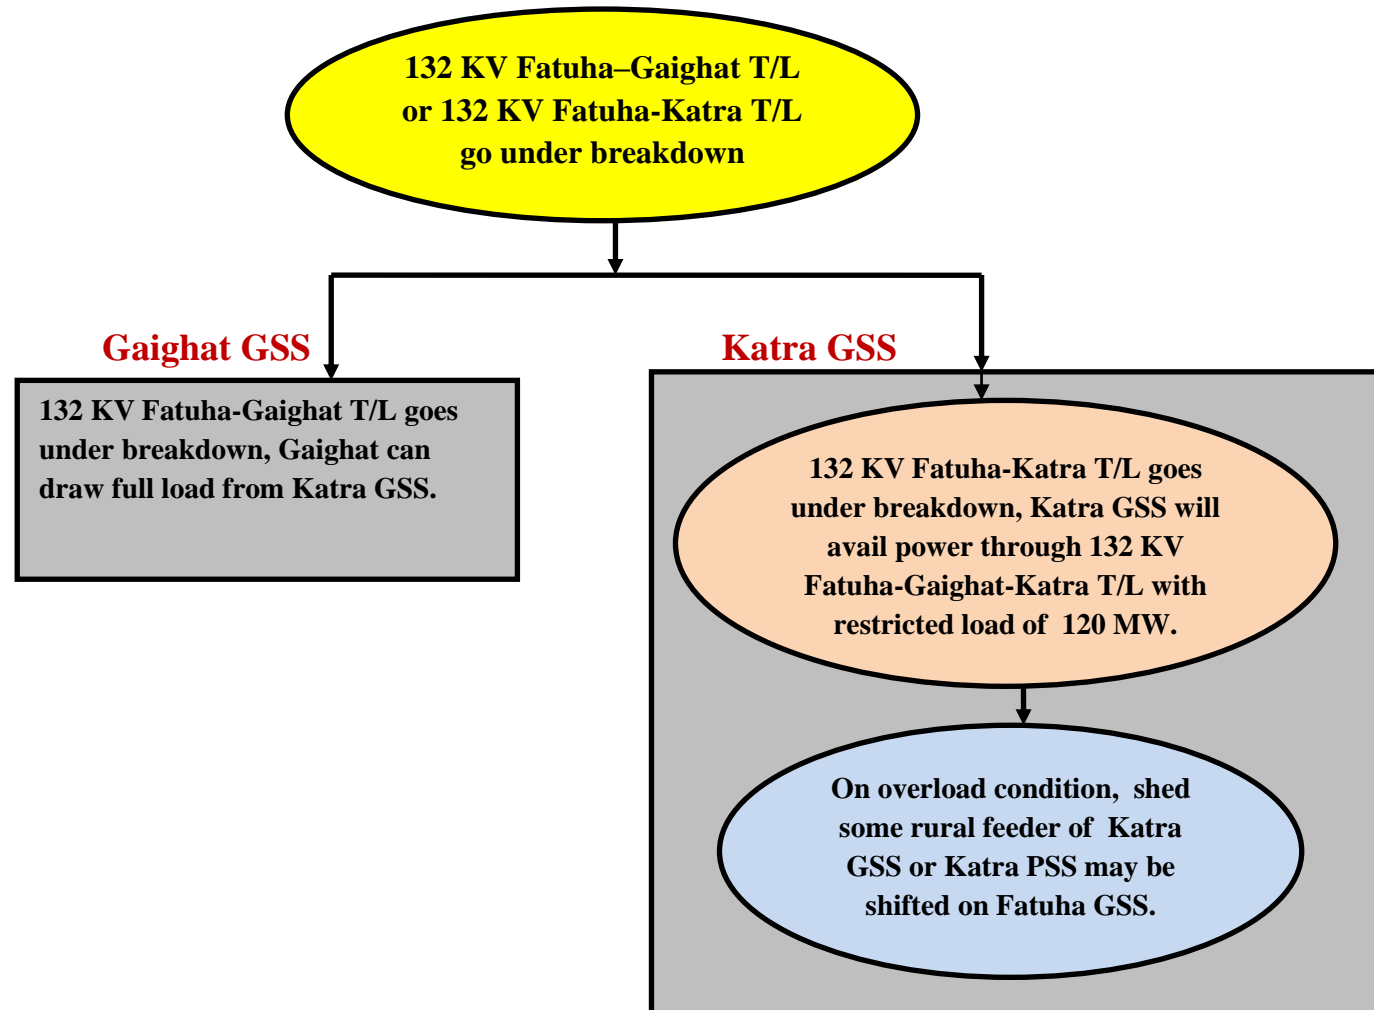 132 KV Fatuha–Gaighat T/L
or 132 KV Fatuha-Katra T/L
go under breakdown
Gaighat GSS
132 KV Fatuha-Gaighat T/L goes
under breakdown, Gaighat can
draw full load from Katra GSS.
Katra GSS
132 KV Fatuha-Katra T/L goes
under breakdown, Katra GSS will
avail power through 132 KV
Fatuha-Gaighat-Katra T/L with
restricted load of  120 MW.
On overload condition,  shed
some rural feeder of  Katra
GSS or Katra PSS may be
shifted on Fatuha GSS.